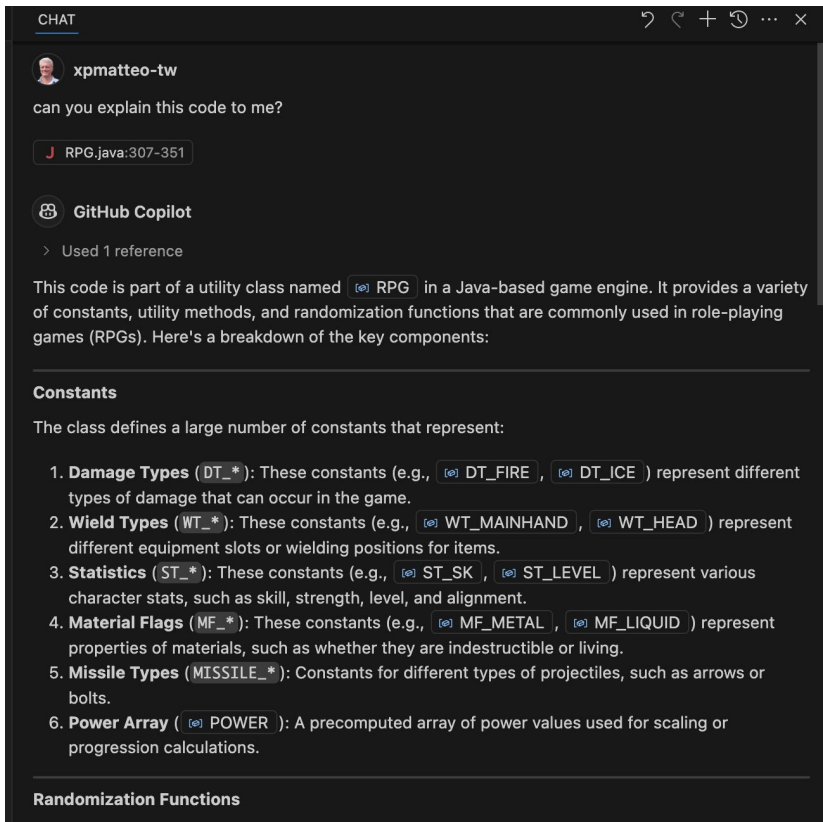 CHAT
xpmatteo-tw
can you explain this code to me?
J RPG.java:307-351
GitHub Copilot
> Used 1 reference
This code is part of a utility class named RPG in a Java-based game engine. It provides a variety
of constants, utility methods, and randomization functions that are commonly used in role-playing
games (RPGs). Here's a breakdown of the key components:
Constants
The class defines a large number of constants that represent:
1. Damage Types (DT_*): These constants (e.g., DT_FIRE, DT_ICE) represent different
types of damage that can occur in the game.
2. Wield Types (WT_*): These constants (e.g., WT_MAINHAND, WT_HEAD) represent
different equipment slots or wielding positions for items.
3. Statistics (ST_*): These constants (e.g., ST_SK, ST_LEVEL) represent various
character stats, such as skill, strength, level, and alignment.
4. Material Flags (MF_*): These constants (e.g., MF_METAL, MF_LIQUID) represent
properties of materials, such as whether they are indestructible or living.
5. Missile Types (MISSILE_*): Constants for different types of projectiles, such as arrows or
bolts.
6. Power Array (POWER): A precomputed array of power values used for scaling or
progression calculations.
Randomization Functions